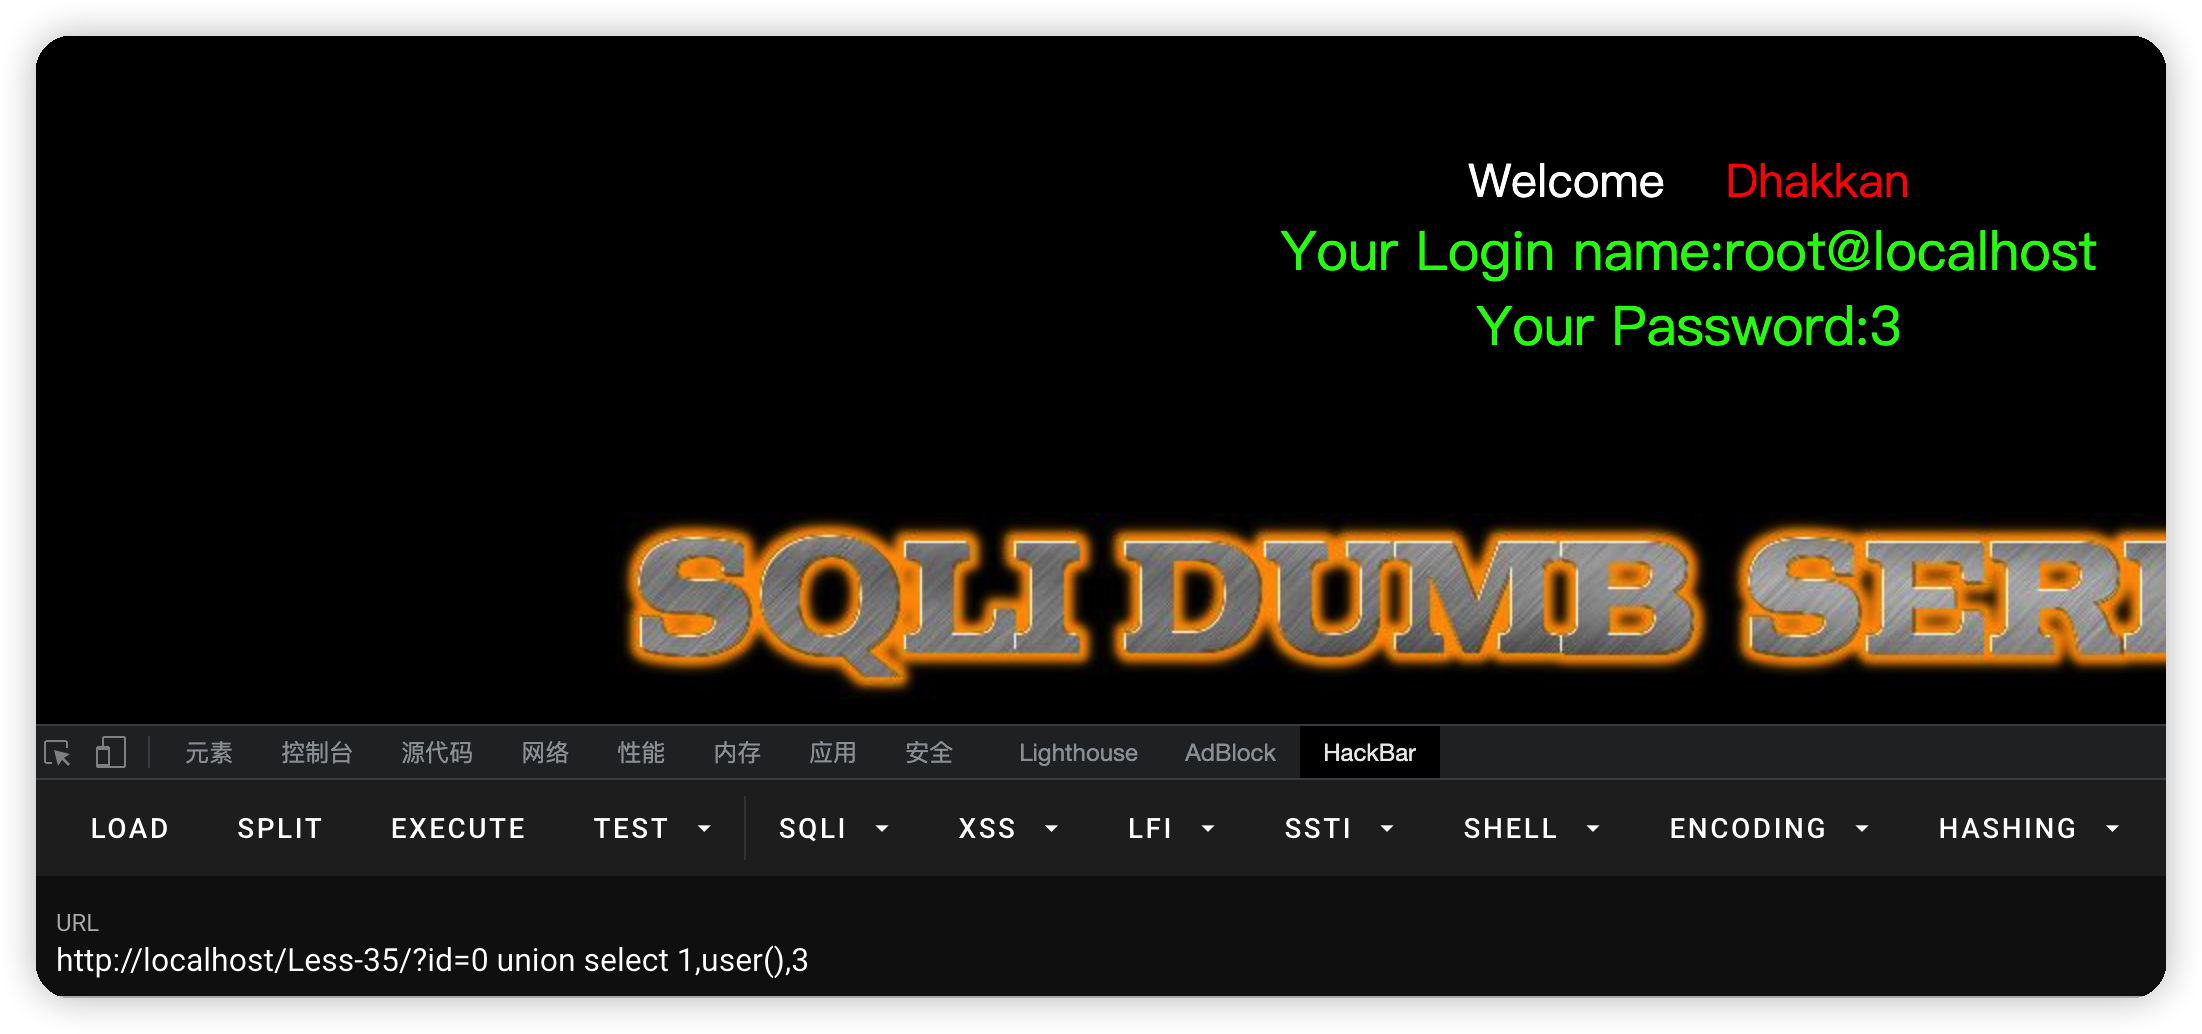 Welcome Dhakkan
Your Login name:root@localhost
Your Password:3
SQLI DUMB SERI
元素 控制台 源代码 网络 性能 内存 应用 安全 Lighthouse AdBlock HackBar
LOAD SPLIT EXECUTE TEST SQLI XSS LFI SSTI SHELL ENCODING HASHING
URL
http://localhost/Less-35/?id=0 union select 1,user(),3